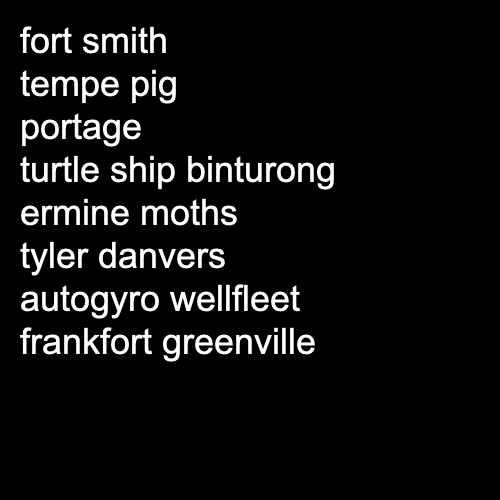 fort smith
tempe pig
portage
turtle ship binturong
ermine moths
tyler danvers
autogyro wellfleet
frankfort greenville